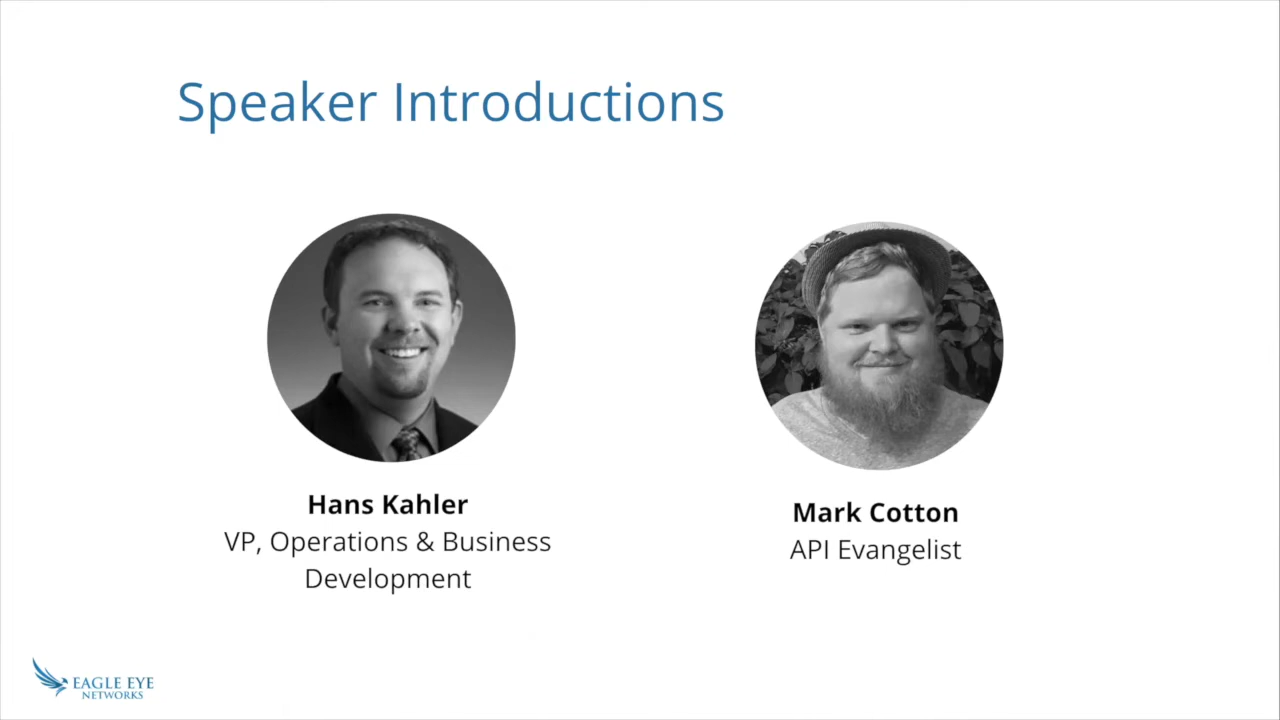 Speaker Introductions
Hans Kahler
VP, Operations & Business
Development
Mark Cotton
API Evangelist
EAGLE EYE
NETWORKS